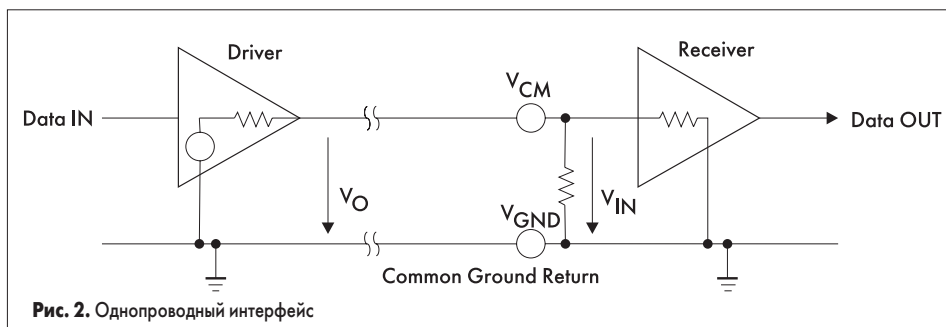 Driver
Receiver
V_CM
Data IN
Data OUT
V_O
V_IN
V_GND
Common Ground Return
Рис. 2. Однопроводный интерфейс